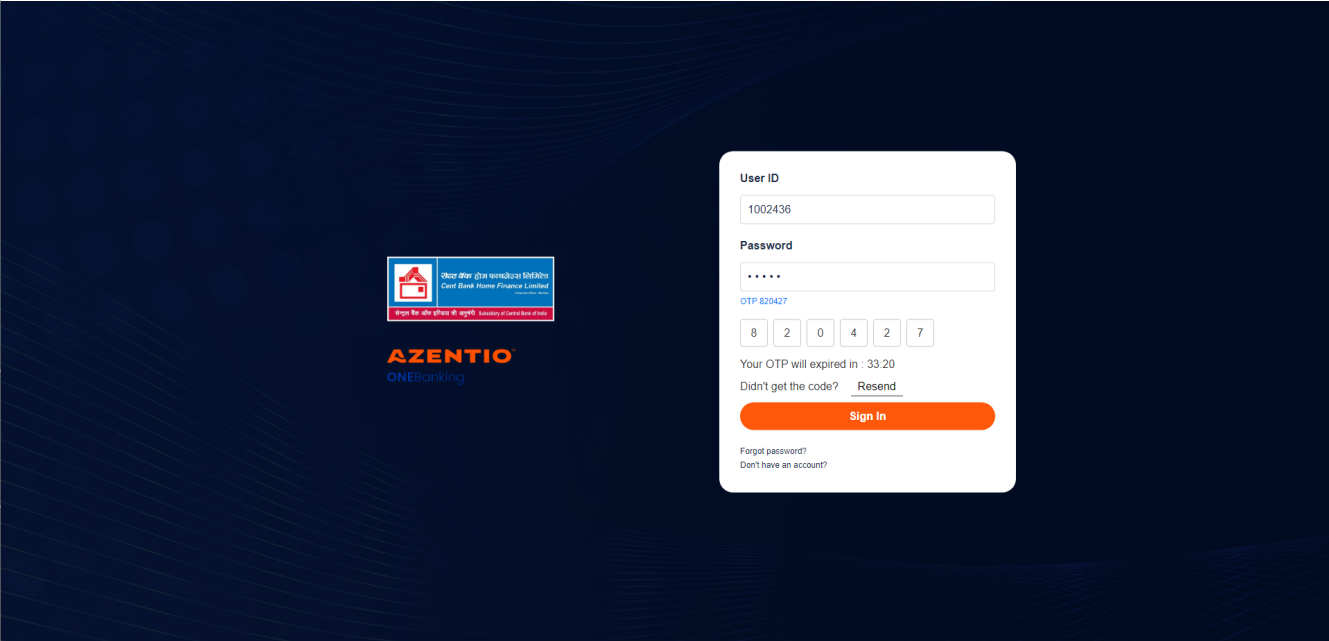 सेन्ट बैंक होम फायनेंन्स लिमिटेड
Cent Bank Home Finance Limited
सेन्ट्रल बैंक ऑफ इण्डिया की अनुषंगी Subsidiary of Central Bank of India
AZENTIO
ONEBanking
User ID
1002436
Password
•••••
OTP 820427
8 2 0 4 2 7
Your OTP will expired in : 33:20
Didn't get the code? Resend
Sign In
Forgot password?
Don't have an account?